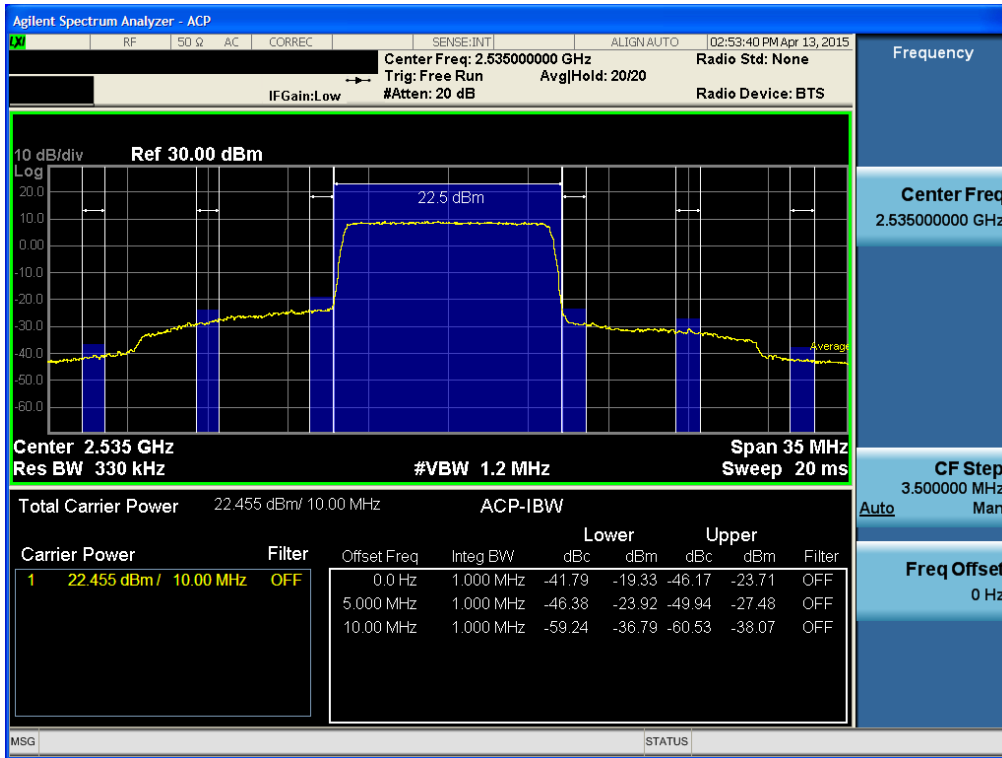 Agilent Spectrum Analyzer - ACP
LXI RF 50 Ω AC CORREC SENSE:INT ALIGN AUTO 02:53:40 PM Apr 13, 2015
Center Freq: 2.535000000 GHz Radio Std: None
Trig: Free Run Avg|Hold: 20/20
IFGain:Low #Atten: 20 dB Radio Device: BTS
10 dB/div Ref 30.00 dBm
Log
20.0
10.0
0.00
-10.0
-20.0
-30.0
-40.0
-50.0
-60.0
22.5 dBm
Average
Center 2.535 GHz Span 35 MHz
Res BW 330 kHz #VBW 1.2 MHz Sweep 20 ms
Total Carrier Power 22.455 dBm/ 10.00 MHz ACP-IBW
Lower Upper
Carrier Power Filter Offset Freq Integ BW dBc dBm dBc dBm Filter
1 22.455 dBm / 10.00 MHz OFF 0.0 Hz 1.000 MHz -41.79 -19.33 -46.17 -23.71 OFF
5.000 MHz 1.000 MHz -46.38 -23.92 -49.94 -27.48 OFF
10.00 MHz 1.000 MHz -59.24 -36.79 -60.53 -38.07 OFF
MSG STATUS
Frequency
Center Freq
2.535000000 GHz
CF Step
3.500000 MHz
Auto Man
Freq Offset
0 Hz